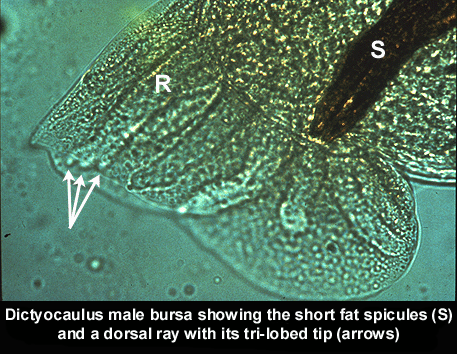 S
R
Dictyocaulus male bursa showing the short fat spicules (S)
and a dorsal ray with its tri-lobed tip (arrows)